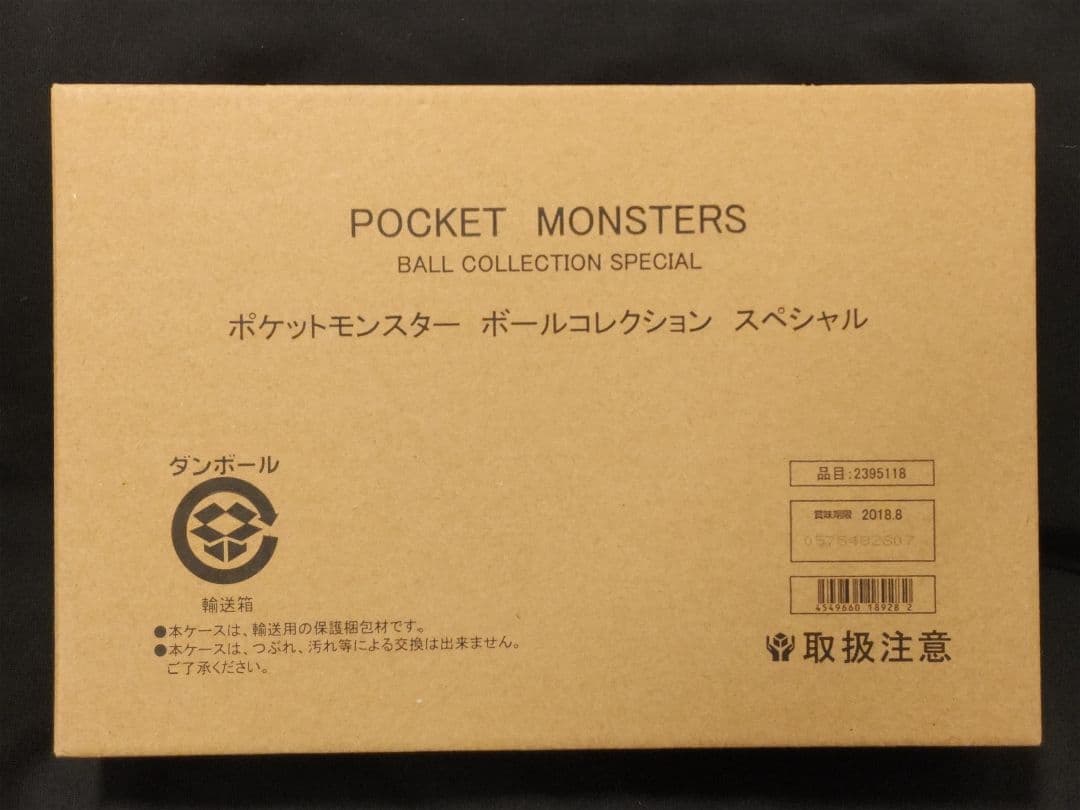 POCKET MONSTERS
BALL COLLECTION SPECIAL
ポケットモンスター ボールコレクション スペシャル
ダンボール
輸送箱
●本ケースは、輸送用の保護梱包材です。
●本ケースは、つぶれ、汚れ等による交換は出来ません。
ご了承ください。
品目:2395118
賞味期限 2018.8
4549660 18928 2
取扱注意